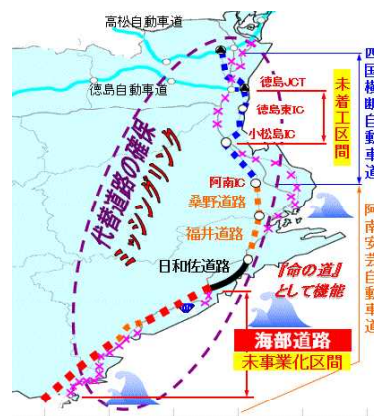 高松自動車道
徳島自動車道
徳島JCT
徳島東IC
小松島IC
未着工区間
四国横断自動車道
代替道路の確保
ミッシングリンク
阿南IC
桑野道路
福井道路
阿南安芸自動車道
日和佐道路
『命の道』
として機能
海部道路
未事業化区間